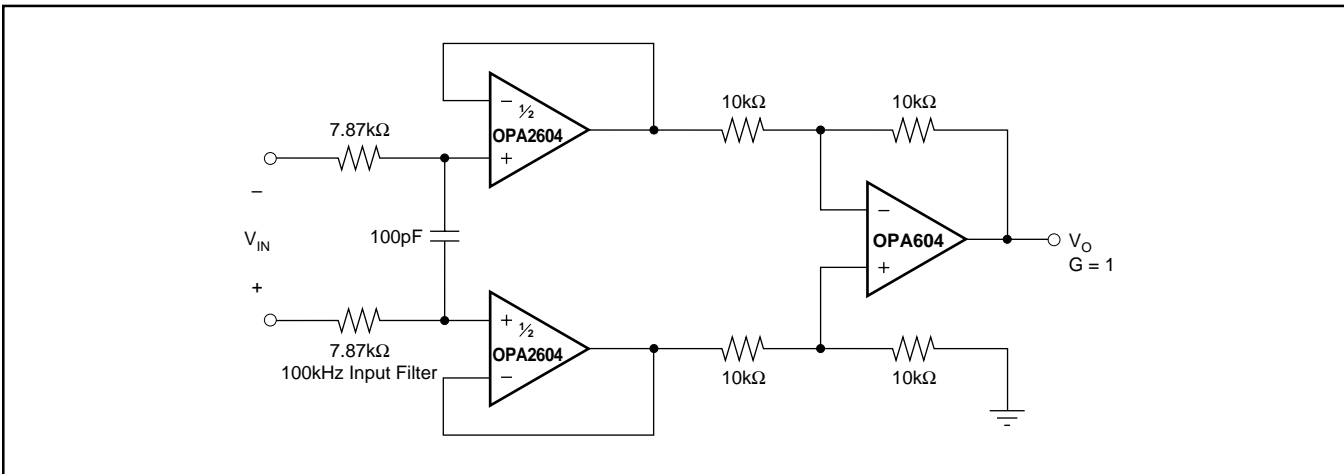 −
½
OPA2604
+
7.87kΩ
10kΩ
10kΩ
−
V_IN
+
100pF
−
OPA604
+
V_O
G = 1
+
½
OPA2604
−
7.87kΩ
100kHz Input Filter
10kΩ
10kΩ